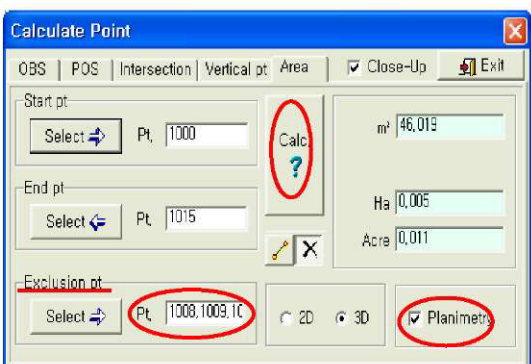 Calculate Point
OBS POS Intersection Vertical pt Area Close-Up Exit
Start pt
Select Pt, 1000
Calc.
?
m² 46,019
End pt
Select Pt, 1015
Ha 0,005
Acre 0,011
Exclusion pt
Select Pt, 1008,1009,10
2D 3D
Planimetry